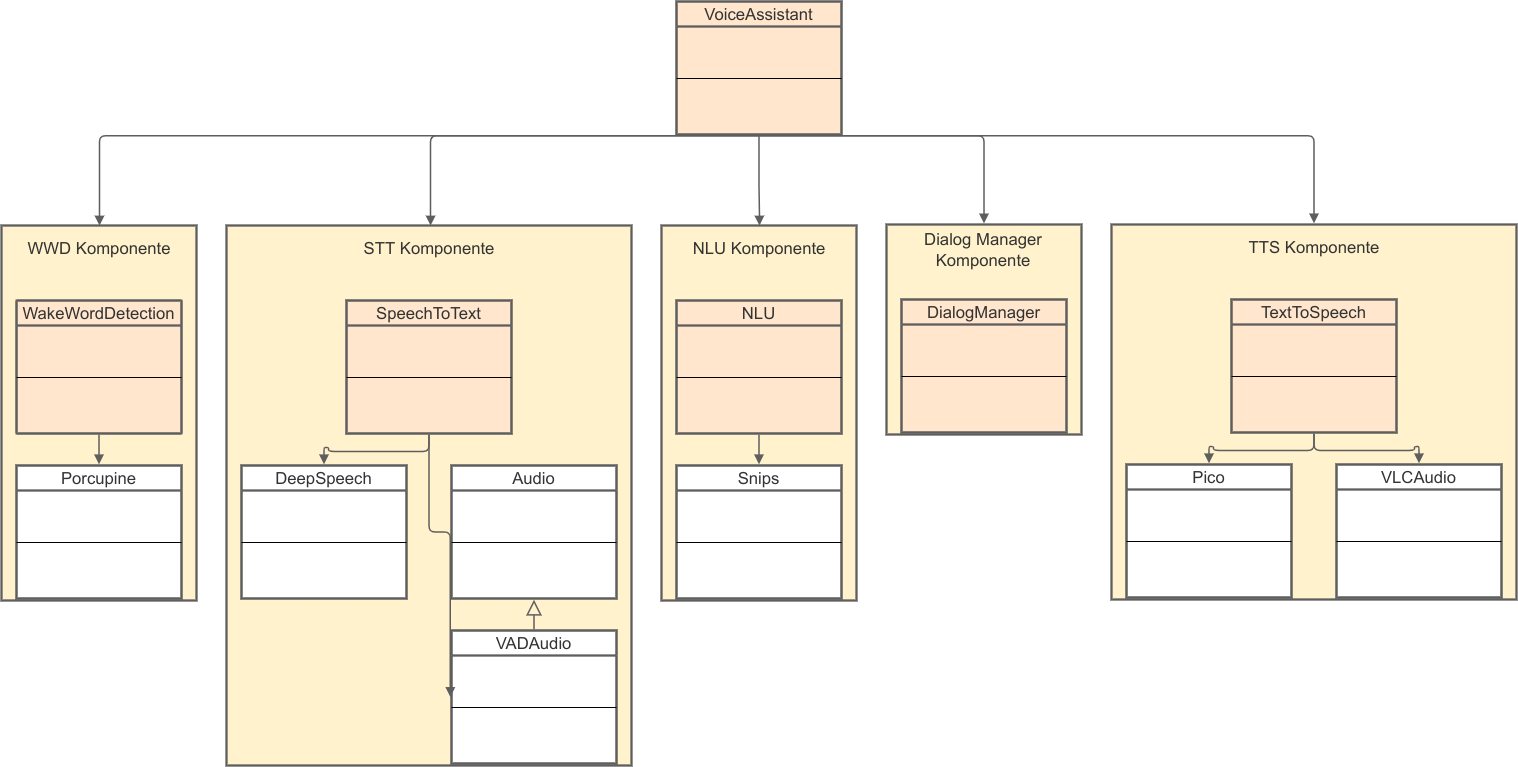 VoiceAssistant
WWD Komponente
WakeWordDetection
Porcupine
STT Komponente
SpeechToText
DeepSpeech
Audio
VADAudio
NLU Komponente
NLU
Snips
Dialog Manager
Komponente
DialogManager
TTS Komponente
TextToSpeech
Pico
VLCAudio